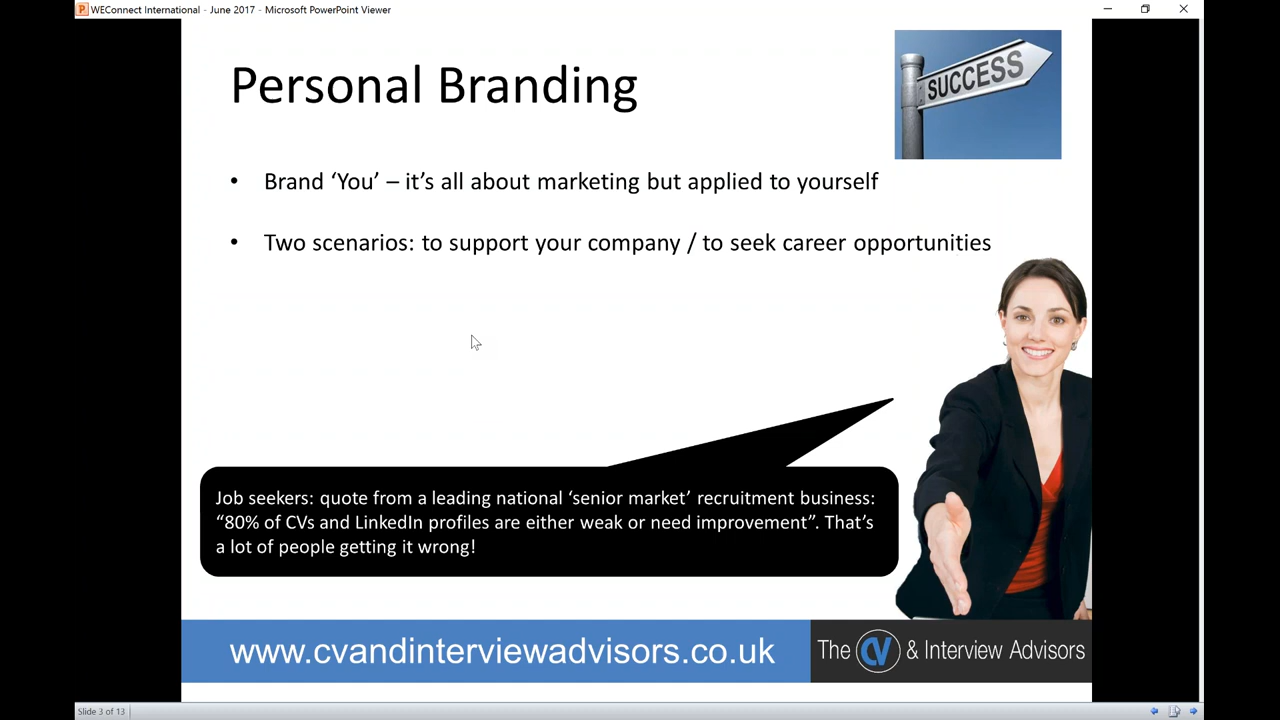 WEConnect International - June 2017 - Microsoft PowerPoint Viewer
Personal Branding
SUCCESS
• Brand ‘You’ – it’s all about marketing but applied to yourself
• Two scenarios: to support your company / to seek career opportunities
Job seekers: quote from a leading national ‘senior market’ recruitment business:
“80% of CVs and LinkedIn profiles are either weak or need improvement”. That’s
a lot of people getting it wrong!
www.cvandinterviewadvisors.co.uk
The CV & Interview Advisors
Slide 3 of 13